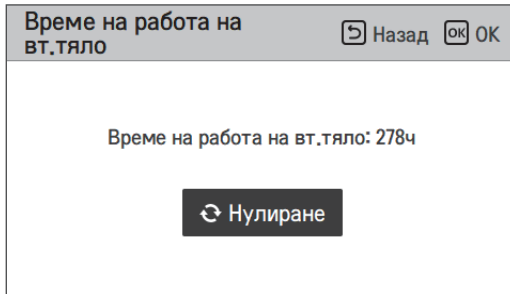 Време на работа на
вт.тяло
Назад
OK OK
Време на работа на вт.тяло: 278ч
Нулиране